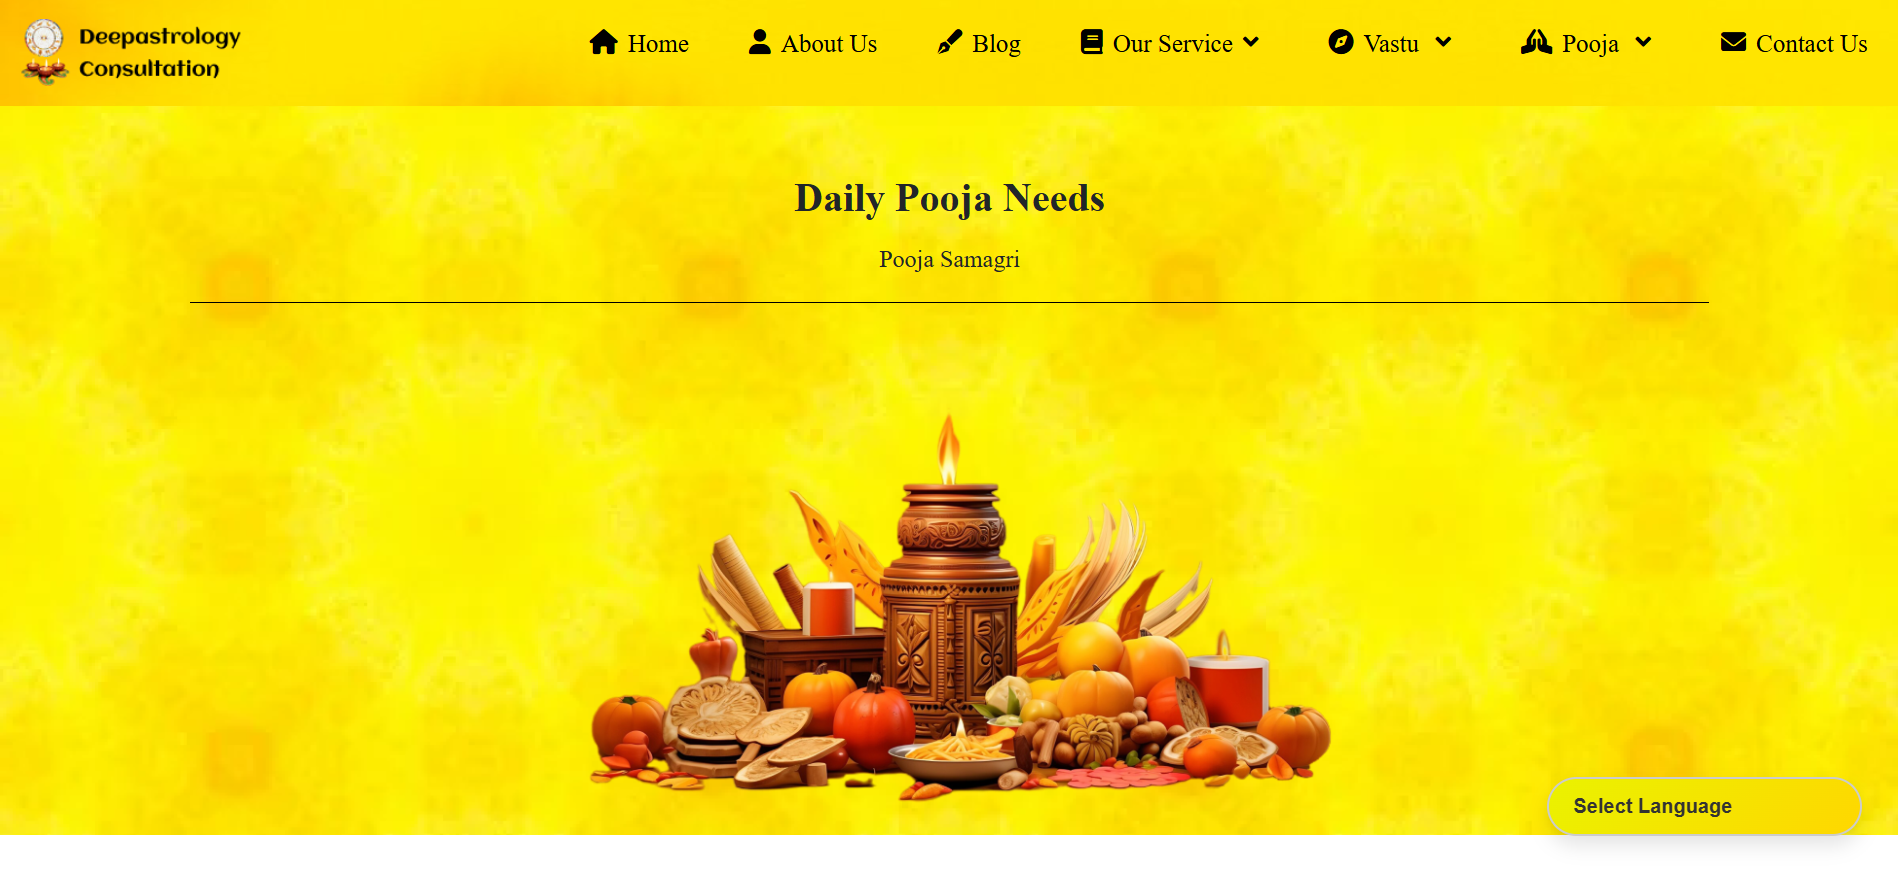 Deepastrology
Consultation
Home
About Us
Blog
Our Service
Vastu
Pooja
Contact Us
Daily Pooja Needs
Pooja Samagri
Select Language